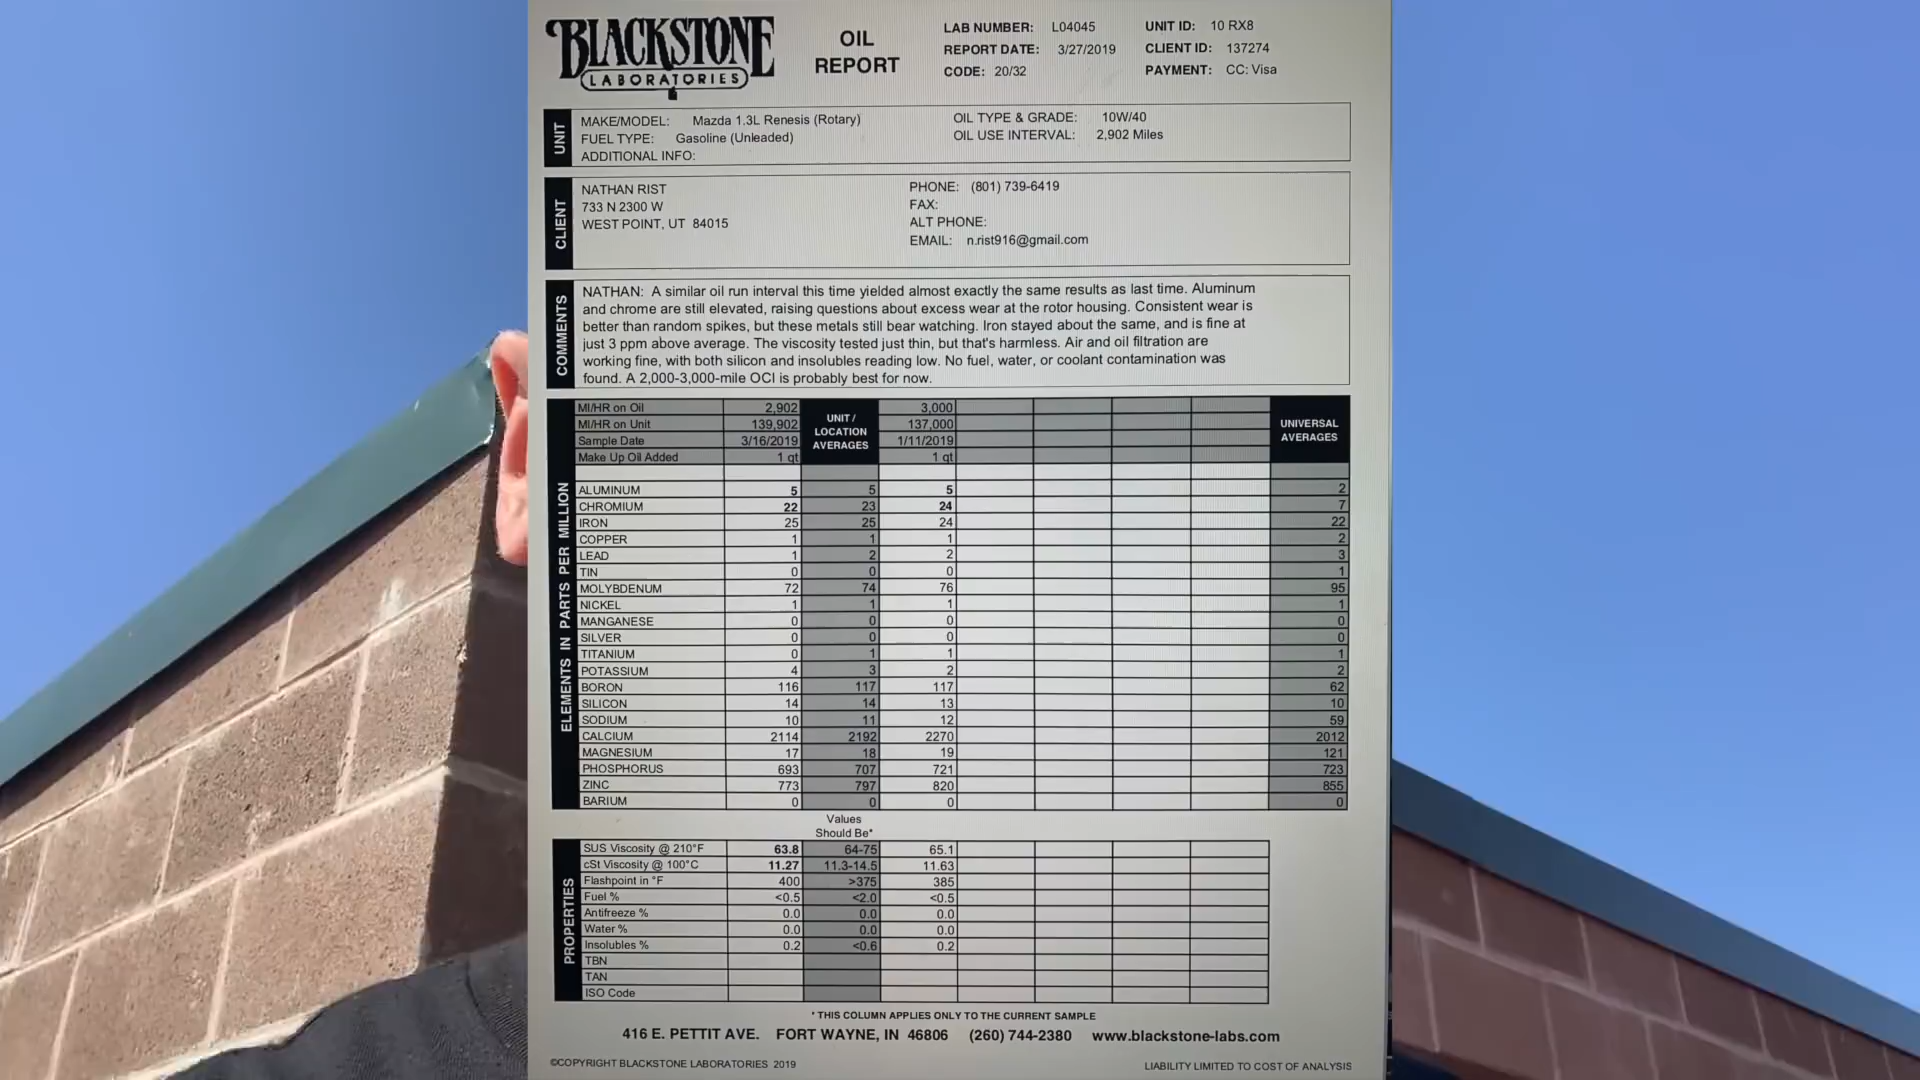 BLACKSTONE
LABORATORIES
OIL
REPORT
LAB NUMBER: L04045
REPORT DATE: 3/27/2019
CODE: 20/32
UNIT ID: 10 RX8
CLIENT ID: 137274
PAYMENT: CC: Visa
UNIT
MAKE/MODEL: Mazda 1.3L Renesis (Rotary)
FUEL TYPE: Gasoline (Unleaded)
ADDITIONAL INFO:
OIL TYPE & GRADE: 10W/40
OIL USE INTERVAL: 2,902 Miles
CLIENT
NATHAN RIST
733 N 2300 W
WEST POINT, UT 84015
PHONE: (801) 739-6419
FAX:
ALT PHONE:
EMAIL: n.rist916@gmail.com
COMMENTS
NATHAN: A similar oil run interval this time yielded almost exactly the same results as last time. Aluminum
and chrome are still elevated, raising questions about excess wear at the rotor housing. Consistent wear is
better than random spikes, but these metals still bear watching. Iron stayed about the same, and is fine at
just 3 ppm above average. The viscosity tested just thin, but that's harmless. Air and oil filtration are
working fine, with both silicon and insolubles reading low. No fuel, water, or coolant contamination was
found. A 2,000-3,000-mile OCI is probably best for now.
MI/HR on Oil 2,902 3,000
MI/HR on Unit 139,902 137,000
Sample Date 3/16/2019 1/11/2019
Make Up Oil Added 1 qt 1 qt
UNIT /
LOCATION
AVERAGES
UNIVERSAL
AVERAGES
ELEMENTS IN PARTS PER MILLION
ALUMINUM 5 5 5 2
CHROMIUM 22 23 24 7
IRON 25 25 24 22
COPPER 1 1 1 2
LEAD 1 2 2 3
TIN 0 0 0 1
MOLYBDENUM 72 74 76 95
NICKEL 1 1 1 1
MANGANESE 0 0 0 0
SILVER 0 0 0 0
TITANIUM 0 1 1 1
POTASSIUM 4 3 2 2
BORON 116 117 117 62
SILICON 14 14 13 10
SODIUM 10 11 12 59
CALCIUM 2114 2192 2270 2012
MAGNESIUM 17 18 19 121
PHOSPHORUS 693 707 721 723
ZINC 773 797 820 855
BARIUM 0 0 0 0
Values
Should Be*
PROPERTIES
SUS Viscosity @ 210°F 63.8 64-75 65.1
cSt Viscosity @ 100°C 11.27 11.3-14.5 11.63
Flashpoint in °F 400 >375 385
Fuel % <0.5 <2.0 <0.5
Antifreeze % 0.0 0.0 0.0
Water % 0.0 0.0 0.0
Insolubles % 0.2 <0.6 0.2
TBN
TAN
ISO Code
* THIS COLUMN APPLIES ONLY TO THE CURRENT SAMPLE
416 E. PETTIT AVE. FORT WAYNE, IN 46806 (260) 744-2380 www.blackstone-labs.com
©COPYRIGHT BLACKSTONE LABORATORIES 2019
LIABILITY LIMITED TO COST OF ANALYSIS